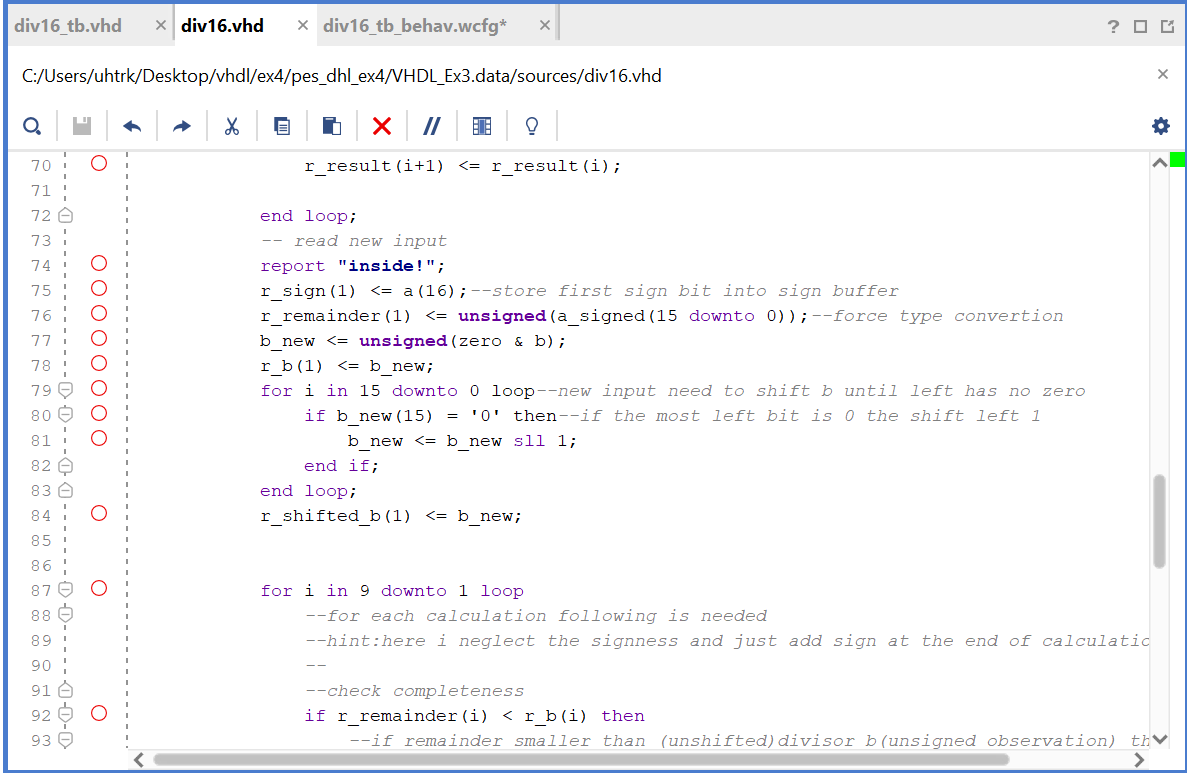 div16_tb.vhd × div16.vhd × div16_tb_behav.wcfg* ×
?
C:/Users/uhtrk/Desktop/vhdl/ex4/pes_dhl_ex4/VHDL_Ex3.data/sources/div16.vhd ×
//
70 r_result(i+1) <= r_result(i);
71
72 end loop;
73 -- read new input
74 report "inside!";
75 r_sign(1) <= a(16);--store first sign bit into sign buffer
76 r_remainder(1) <= unsigned(a_signed(15 downto 0));--force type convertion
77 b_new <= unsigned(zero & b);
78 r_b(1) <= b_new;
79 for i in 15 downto 0 loop--new input need to shift b until left has no zero
80 if b_new(15) = '0' then--if the most left bit is 0 the shift left 1
81 b_new <= b_new sll 1;
82 end if;
83 end loop;
84 r_shifted_b(1) <= b_new;
85
86
87 for i in 9 downto 1 loop
88 --for each calculation following is needed
89 --hint:here i neglect the signness and just add sign at the end of calculatio
90 --
91 --check completeness
92 if r_remainder(i) < r_b(i) then
93 --if remainder smaller than (unshifted)divisor b(unsigned observation) th